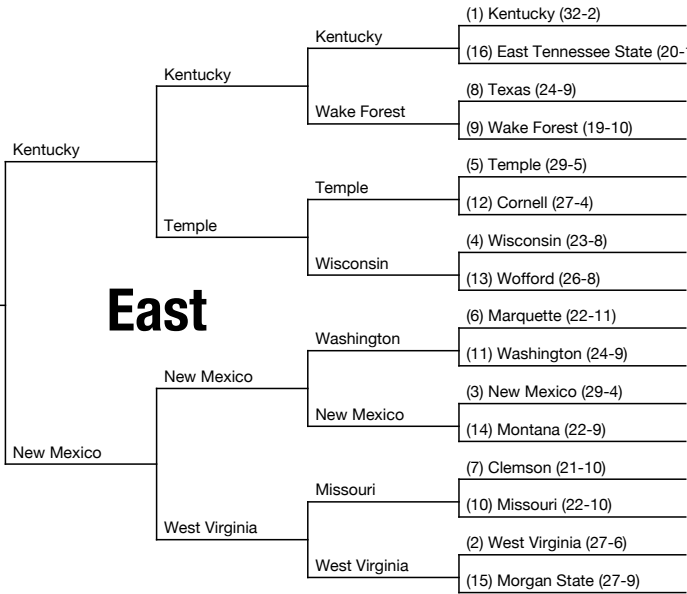 (1) Kentucky (32-2)
Kentucky
(16) East Tennessee State (20-1
Kentucky
(8) Texas (24-9)
Wake Forest
(9) Wake Forest (19-10)
Kentucky
(5) Temple (29-5)
Temple
(12) Cornell (27-4)
Temple
(4) Wisconsin (23-8)
Wisconsin
(13) Wofford (26-8)
East
(6) Marquette (22-11)
Washington
(11) Washington (24-9)
New Mexico
(3) New Mexico (29-4)
New Mexico
(14) Montana (22-9)
New Mexico
(7) Clemson (21-10)
Missouri
(10) Missouri (22-10)
West Virginia
(2) West Virginia (27-6)
West Virginia
(15) Morgan State (27-9)